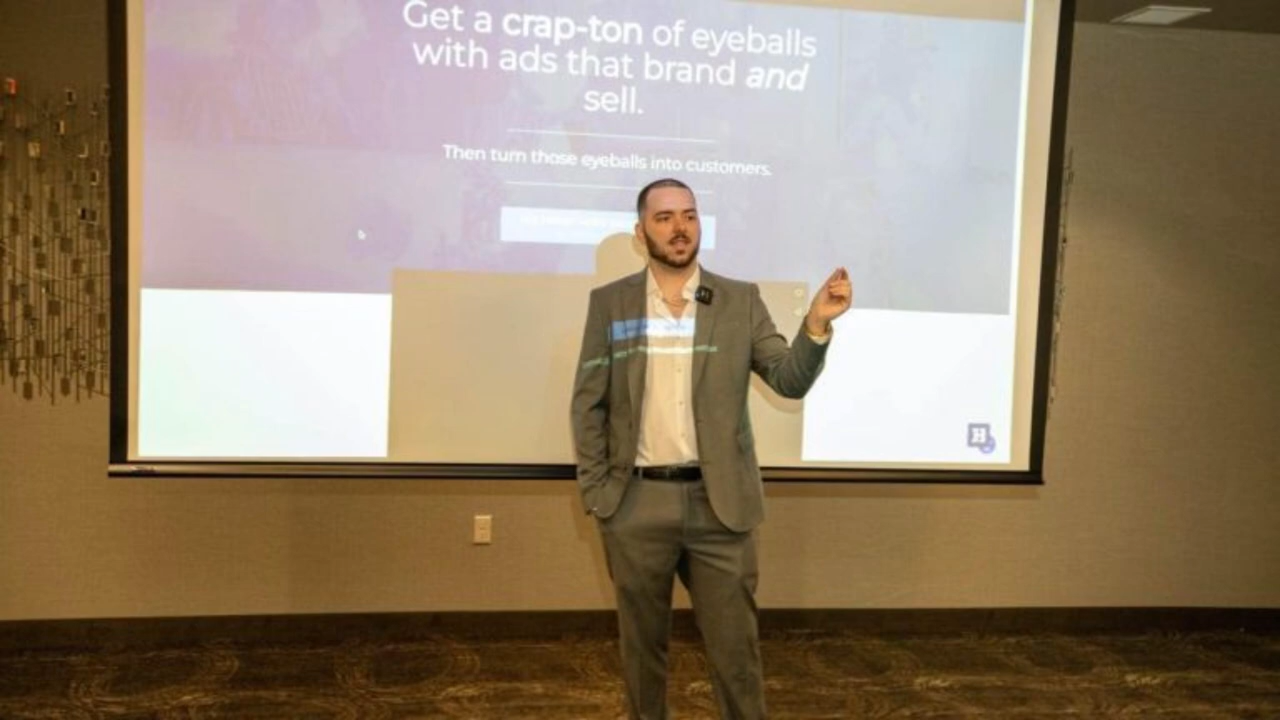 Get a crap-ton of eyeballs
with ads that brand and
sell.
Then turn those eyeballs into customers.
H